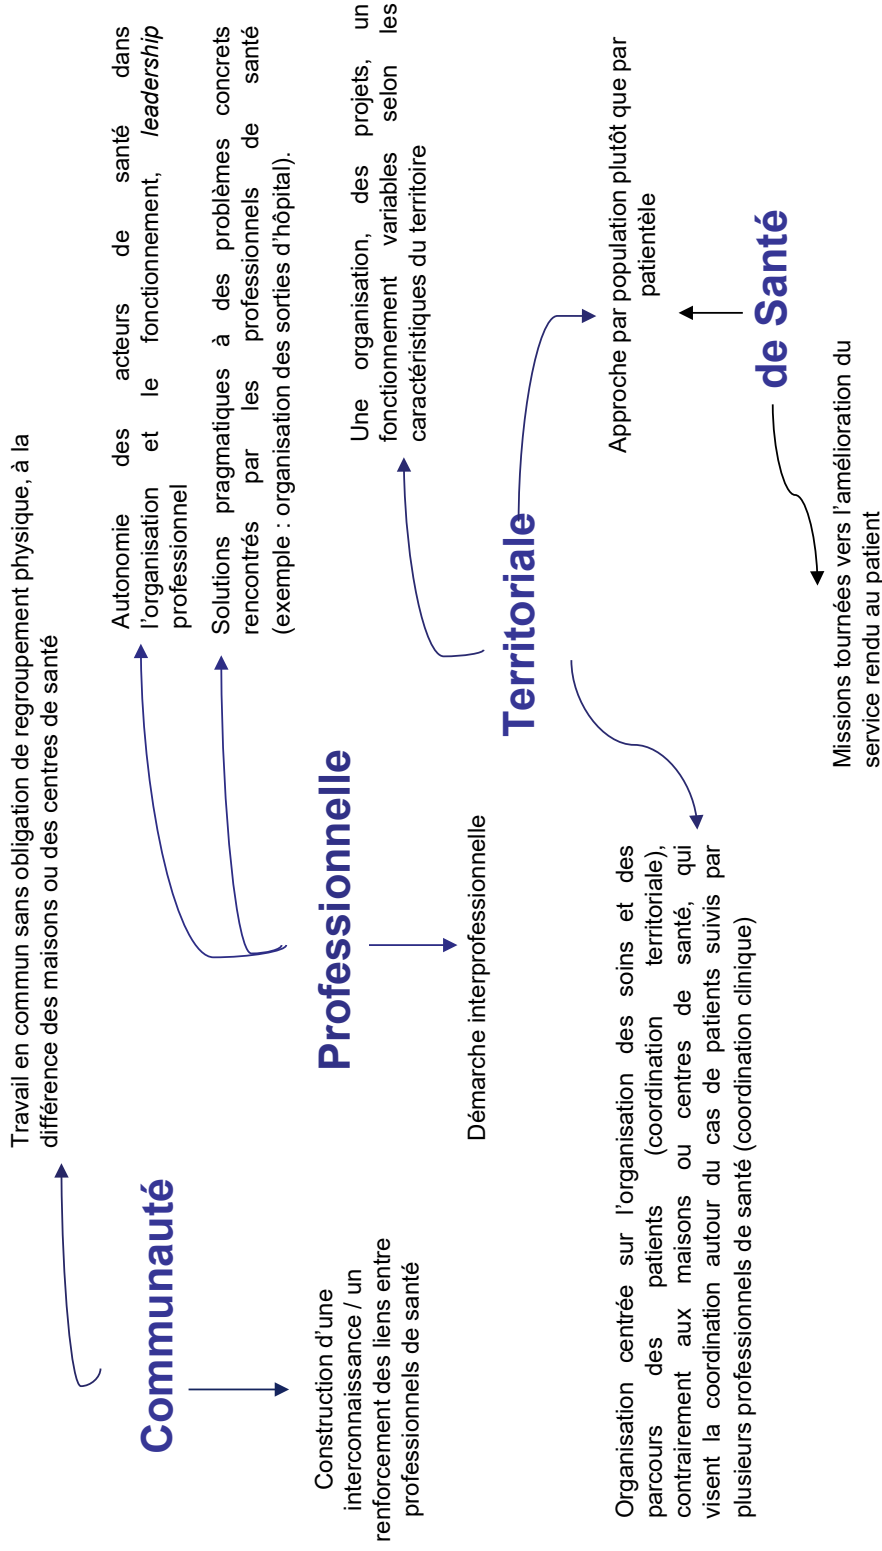 Travail en commun sans obligation de regroupement physique, à la
différence des maisons ou des centres de santé
Communauté
Construction d'une
interconnaissance / un
renforcement des liens entre
professionnels de santé
Autonomie des acteurs de santé dans
l'organisation et le fonctionnement, leadership
professionnel
Solutions pragmatiques à des problèmes concrets
rencontrés par les professionnels de santé
(exemple : organisation des sorties d'hôpital).
Professionnelle
Démarche interprofessionnelle
Une organisation, des projets, un
fonctionnement variables selon les
caractéristiques du territoire
Territoriale
Organisation centrée sur l'organisation des soins et des
parcours des patients (coordination territoriale),
contrairement aux maisons ou centres de santé, qui
visent la coordination autour du cas de patients suivis par
plusieurs professionnels de santé (coordination clinique)
Approche par population plutôt que par
patientèle
de Santé
Missions tournées vers l'amélioration du
service rendu au patient